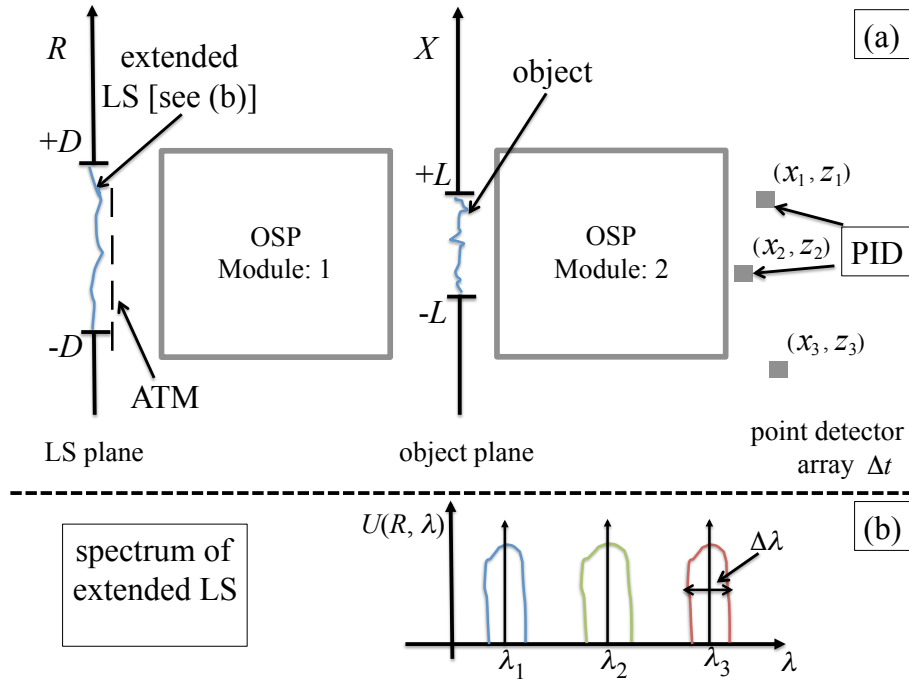 (a)
R
X
extended
LS [see (b)]
object
+D
+L
(x₁, z₁)
OSP
Module: 1
OSP
Module: 2
(x₂, z₂)
PID
-L
-D
(x₃, z₃)
ATM
LS plane
object plane
point detector
array Δt
(b)
U(R, λ)
spectrum of
extended LS
Δλ
λ₁
λ₂
λ₃
λ